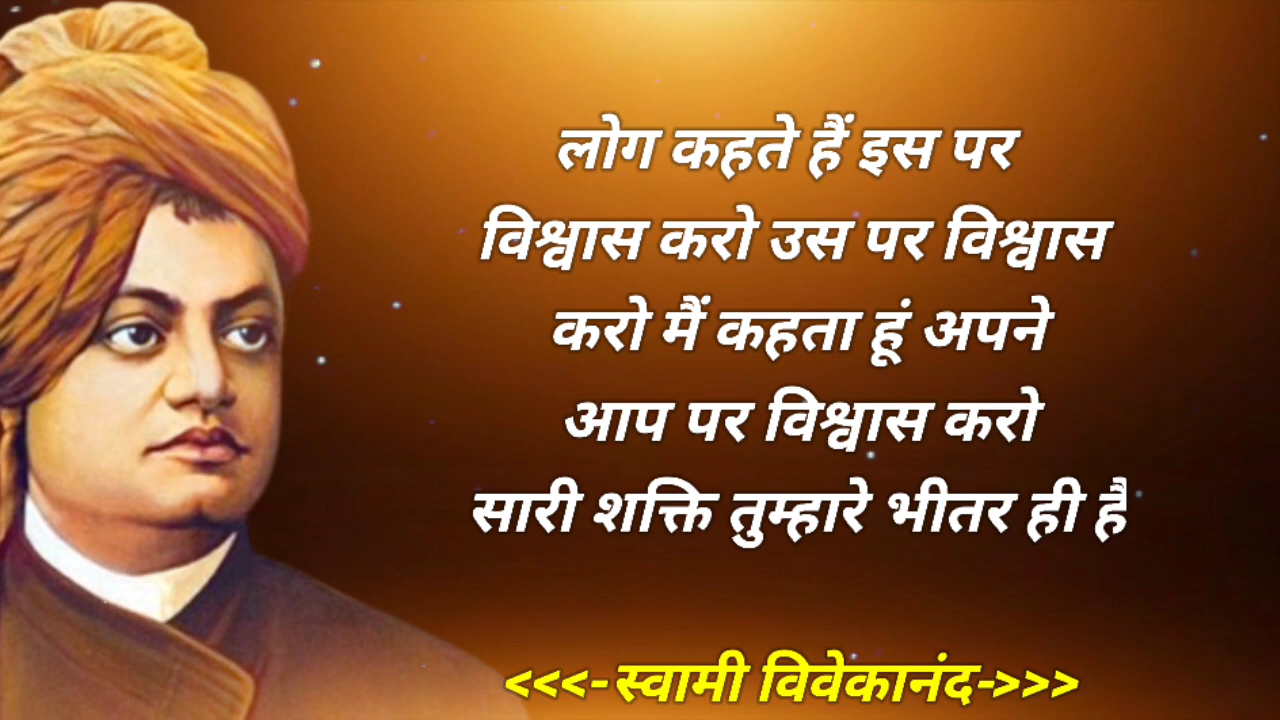 लोग कहते हैं इस पर
विश्वास करो उस पर विश्वास
करो मैं कहता हूं अपने
आप पर विश्वास करो
सारी शक्ति तुम्हारे भीतर ही है
<<<-स्वामी विवेकानंद->>>